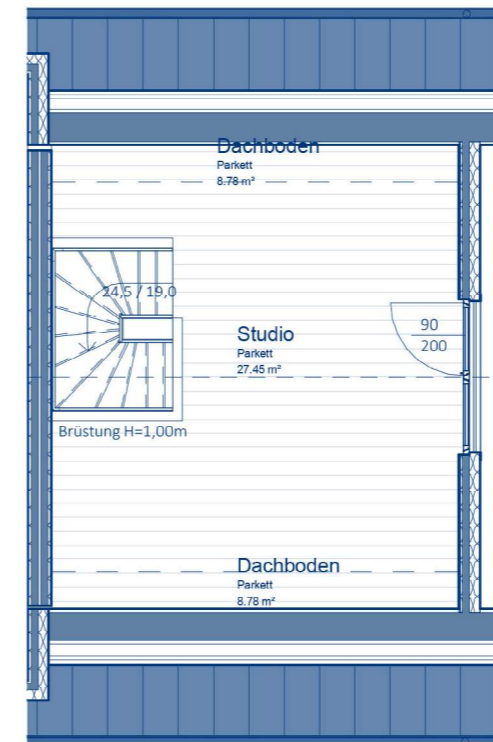 Dachboden
Parkett
8.78 m²
24,5 / 19,0
Studio
Parkett
27.45 m²
90
200
Brüstung H=1,00m
Dachboden
Parkett
8.78 m²